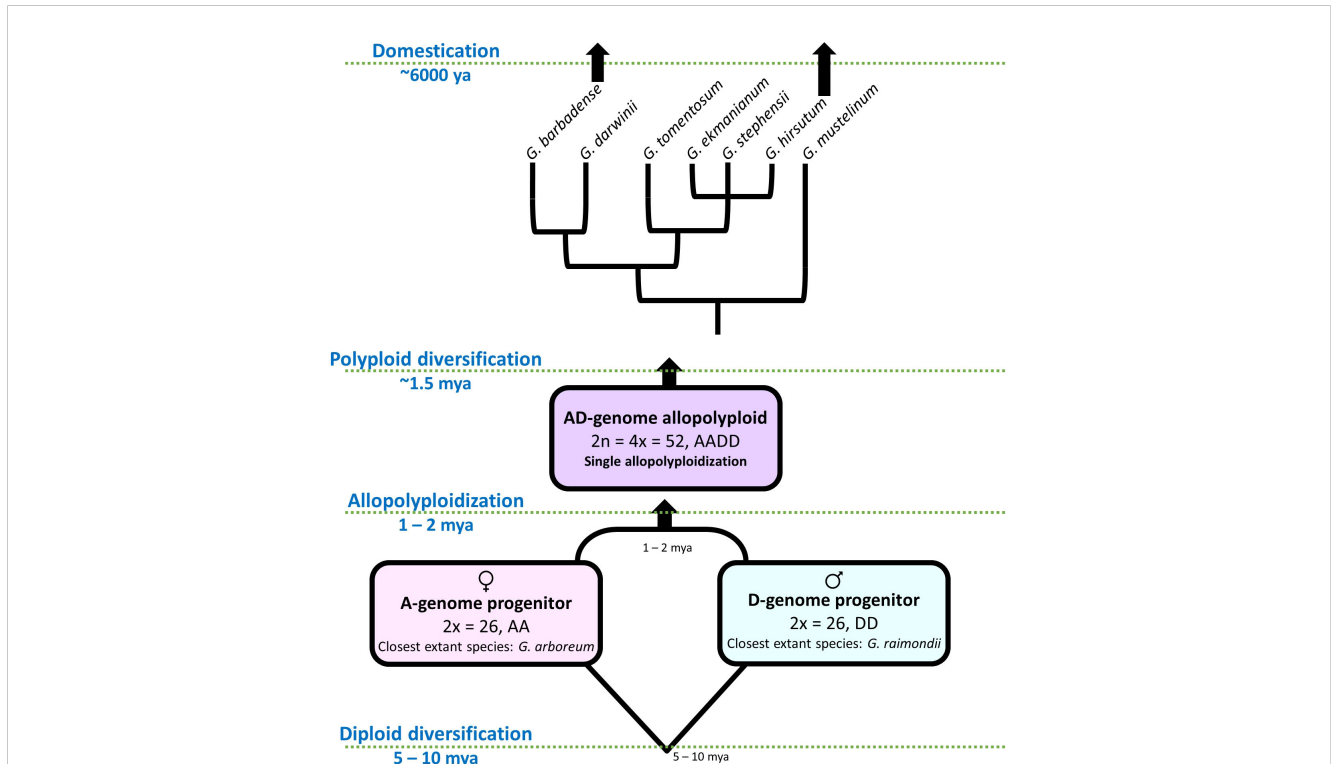 Domestication
~6000 ya
G. barbadense
G. darwinii
G. tomentosum
G. ekmanianum
G. stephensii
G. hirsutum
G. mustelinum
Polyploid diversification
~1.5 mya
AD-genome allopolyploid
2n = 4x = 52, AADD
Single allopolyploidization
Allopolyploidization
1 – 2 mya
1 – 2 mya
♀
A-genome progenitor
2x = 26, AA
Closest extant species: G. arboreum
♂
D-genome progenitor
2x = 26, DD
Closest extant species: G. raimondii
Diploid diversification
5 – 10 mya
5 – 10 mya